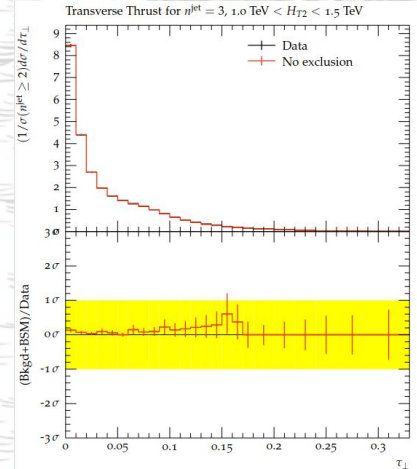 Transverse Thrust for n^jet = 3, 1.0 TeV < H_T2 < 1.5 TeV
(1/σ(n^jet ≥ 2)dσ/dτ⊥
Data
No exclusion
9
8
7
6
5
4
3
2
1
0
(Bkgd+BSM)/Data
3σ
2σ
1σ
0σ
-1σ
-2σ
-3σ
0 0.05 0.1 0.15 0.2 0.25 0.3
τ⊥